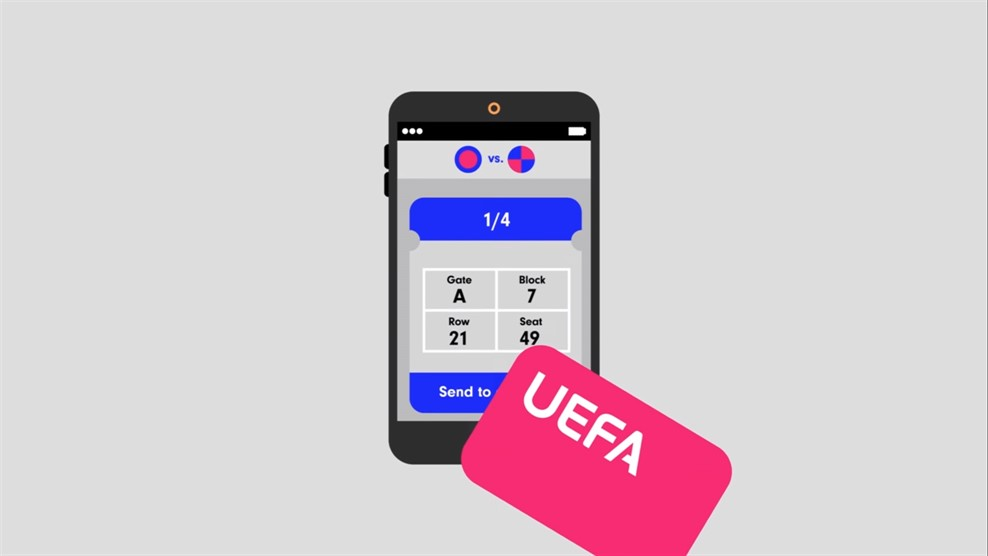 vs.
1/4
Gate
A
Block
7
Row
21
Seat
49
Send to
UEFA